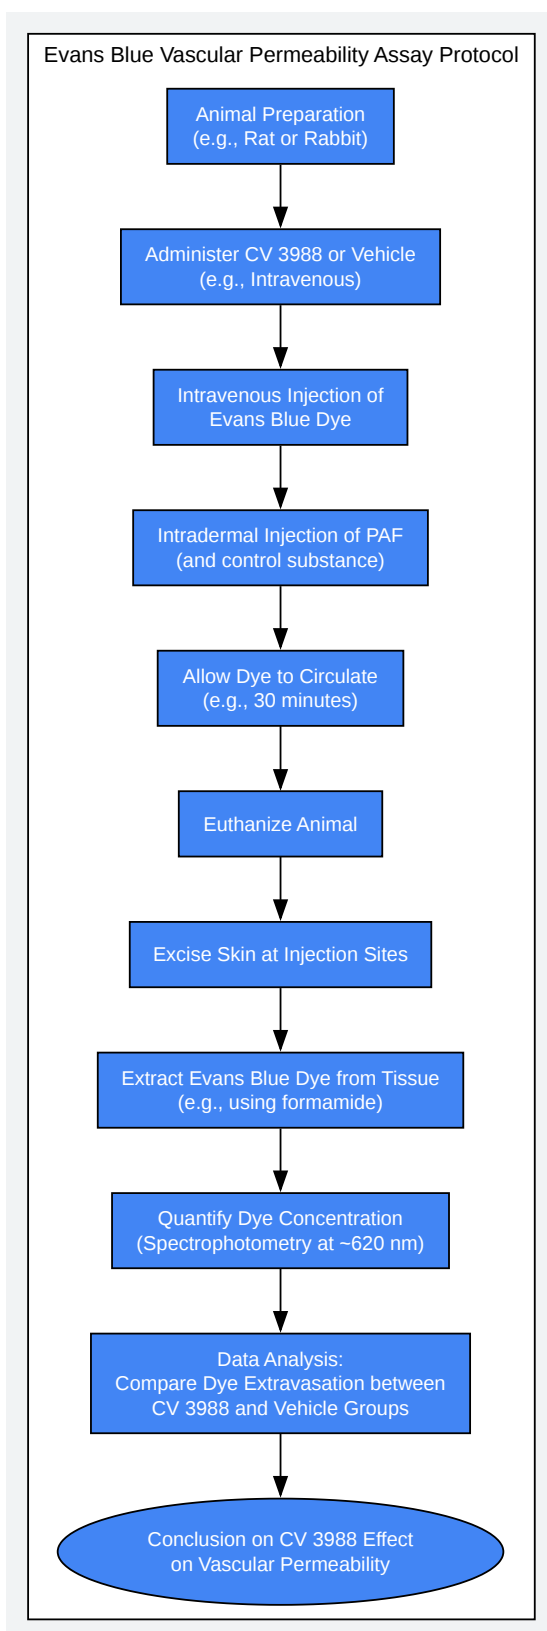 Evans Blue Vascular Permeability Assay Protocol
Animal Preparation
(e.g., Rat or Rabbit)
Administer CV 3988 or Vehicle
(e.g., Intravenous)
Intravenous Injection of
Evans Blue Dye
Intradermal Injection of PAF
(and control substance)
Allow Dye to Circulate
(e.g., 30 minutes)
Euthanize Animal
Excise Skin at Injection Sites
Extract Evans Blue Dye from Tissue
(e.g., using formamide)
Quantify Dye Concentration
(Spectrophotometry at ~620 nm)
Data Analysis:
Compare Dye Extravasation between
CV 3988 and Vehicle Groups
Conclusion on CV 3988 Effect
on Vascular Permeability